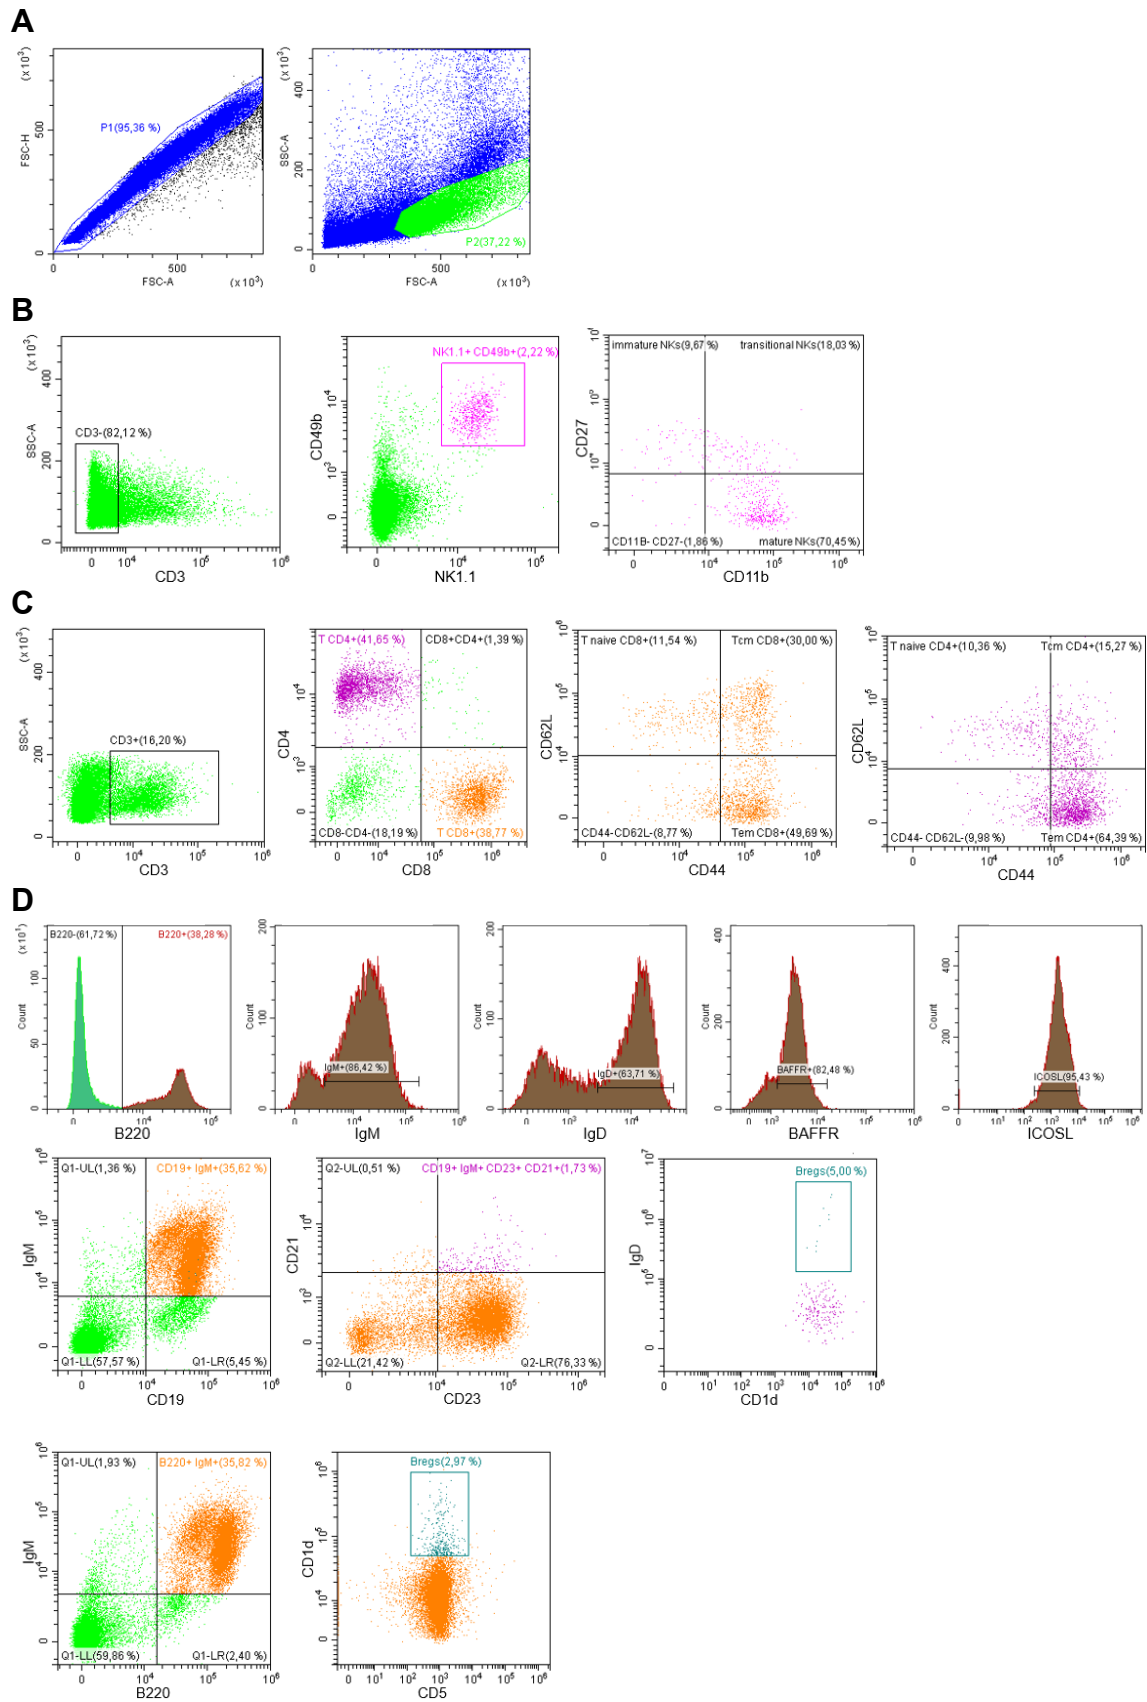 A
(x 10³)
FSC-H
500
0
P1(95,36 %)
0
500
FSC-A
(x 10³)
(x 10³)
SSC-A
400
200
0
P2(37,22 %)
0
500
FSC-A
(x 10³)
B
(x 10³)
SSC-A
400
200
0
CD3-(82,12 %)
0
10⁴
10⁵
10⁶
CD3
CD49b
10⁴
10³
0
NK1.1+ CD49b+(2,22 %)
0
10⁴
10⁵
NK1.1
CD27
immature NKs(9,67 %)
transitional NKs(18,03 %)
CD11B- CD27-(1,86 %)
mature NKs(70,45 %)
0
10⁴
10⁵
10⁶
CD11b
C
(x 10³)
SSC-A
400
200
0
CD3+(16,20 %)
0
10⁴
10⁵
10⁶
CD3
CD4
10⁴
10³
0
T CD4+(41,65 %)
CD8+CD4+(1,39 %)
CD8-CD4-(18,19 %)
T CD8+(38,77 %)
0
10⁴
10⁵
10⁶
CD8
CD62L
10⁶
10⁵
10⁴
0
T naive CD8+(11,54 %)
Tcm CD8+(30,00 %)
CD44-CD62L-(8,77 %)
Tem CD8+(49,69 %)
0
10⁴
10⁵
10⁶
CD44
CD62L
10⁶
10⁵
10⁴
0
T naive CD4+(10,36 %)
Tcm CD4+(15,27 %)
CD44- CD62L-(9,98 %)
Tem CD4+(64,39 %)
0
10⁴
10⁵
10⁶
CD44
D
(x 10¹)
Count
100
50
0
B220-(61,72 %)
B220+(38,28 %)
0
10⁴
10⁵
B220
Count
200
100
0
IgM+(86,42 %)
0
10⁴
10⁵
10⁶
IgM
Count
200
100
0
IgD+(63,71 %)
0
10³
10⁴
IgD
Count
400
200
0
BAFFR+(82,48 %)
0
10³
10⁴
10⁵
10⁶
BAFFR
Count
400
200
0
ICOSL(95,43 %)
0
10¹
10²
10³
10⁴
10⁵
10⁶
ICOSL
IgM
10⁶
10⁵
10⁴
0
Q1-UL(1,36 %)
CD19+ IgM+(35,62 %)
Q1-LL(57,57 %)
Q1-LR(5,45 %)
0
10⁴
10⁵
10⁶
CD19
CD21
10⁴
10³
0
Q2-UL(0,51 %)
CD19+ IgM+ CD23+ CD21+(1,73 %)
Q2-LL(21,42 %)
Q2-LR(76,33 %)
0
10⁴
10⁵
10⁶
CD23
IgD
10⁷
10⁶
10⁵
0
Bregs(5,00 %)
0
10¹
10²
10³
10⁴
10⁵
10⁶
CD1d
IgM
10⁶
10⁵
10⁴
0
Q1-UL(1,93 %)
B220+ IgM+(35,82 %)
Q1-LL(59,86 %)
Q1-LR(2,40 %)
0
10⁴
10⁵
10⁶
B220
CD1d
10⁶
10⁵
10⁴
0
Bregs(2,97 %)
0
10¹
10²
10³
10⁴
10⁵
10⁶
CD5